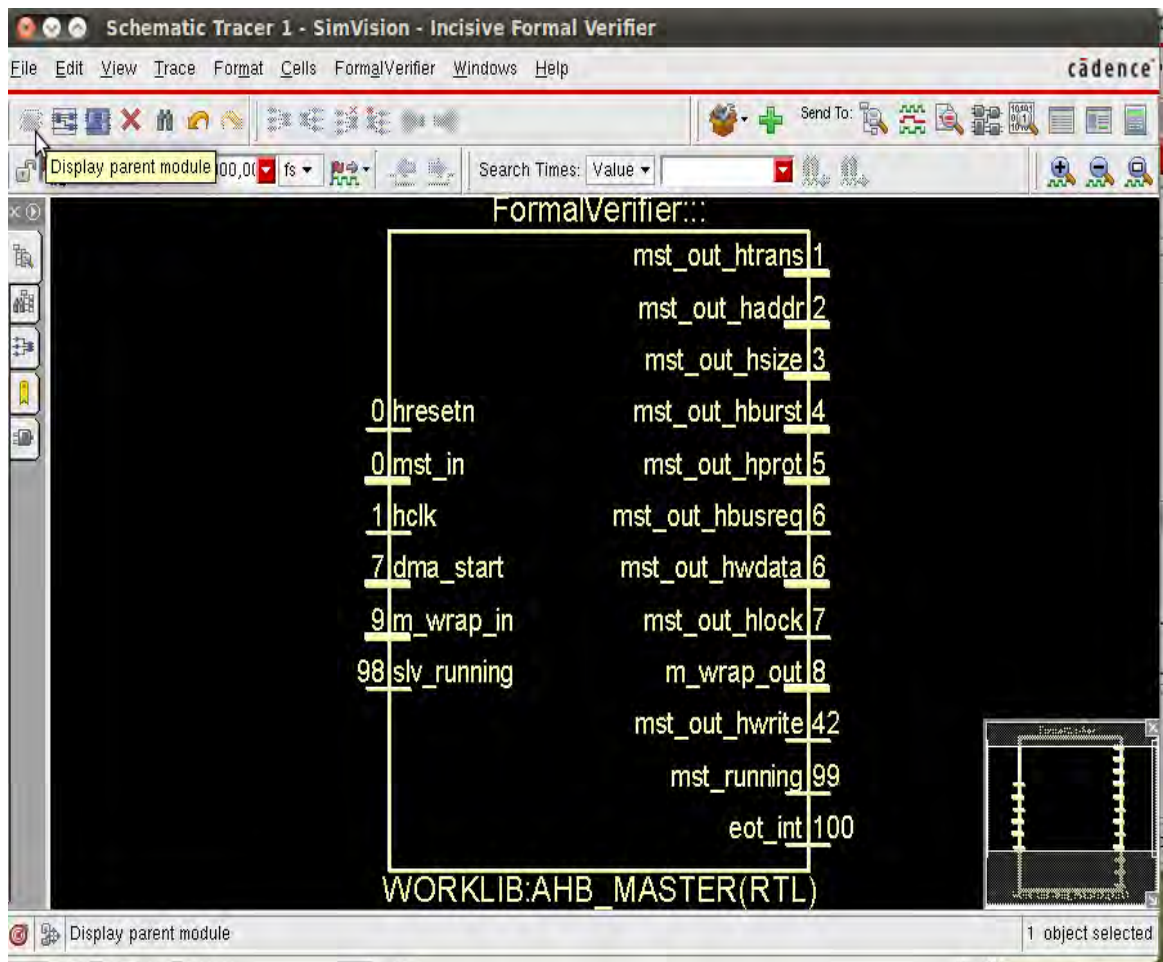 Schematic Tracer 1 - SimVision - Incisive Formal Verifier
File Edit View Trace Format Cells FormalVerifier Windows Help
cādence
Send To:
Display parent module 00,0( fs Search Times: Value
FormalVerifier:::
mst_out_htrans 1
mst_out_haddr 2
mst_out_hsize 3
0 hresetn mst_out_hburst 4
0 mst_in mst_out_hprot 5
1 hclk mst_out_hbusreq 6
7 dma_start mst_out_hwdata 6
9 m_wrap_in mst_out_hlock 7
98 slv_running m_wrap_out 8
mst_out_hwrite 42
mst_running 99
eot_int 100
WORKLIB:AHB_MASTER(RTL)
Display parent module 1 object selected